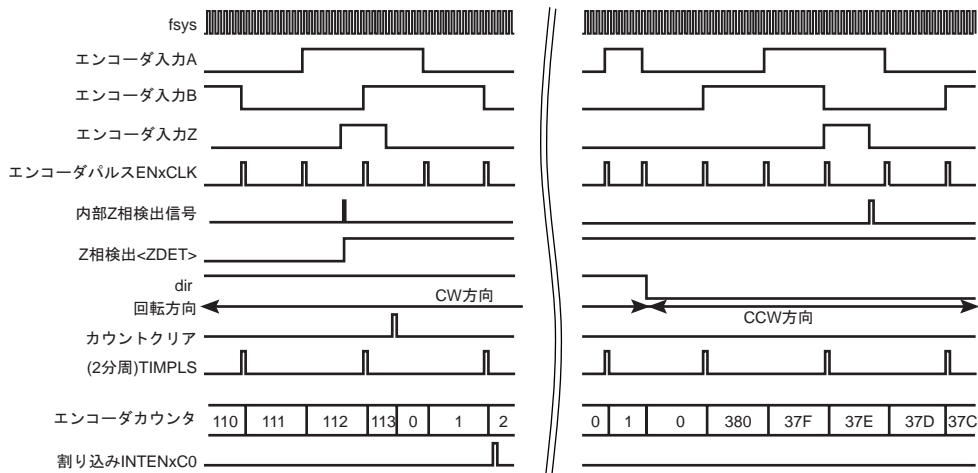 fsys
エンコーダ入力A
エンコーダ入力B
エンコーダ入力Z
エンコーダパルスENxCLK
内部Z相検出信号
Z相検出<ZDET>
dir
回転方向 CW方向 CCW方向
カウントクリア
(2分周)TIMPLS
エンコーダカウンタ 110 111 112 113 0 1 2 0 1 0 380 37F 37E 37D 37C
割り込みINTENxC0